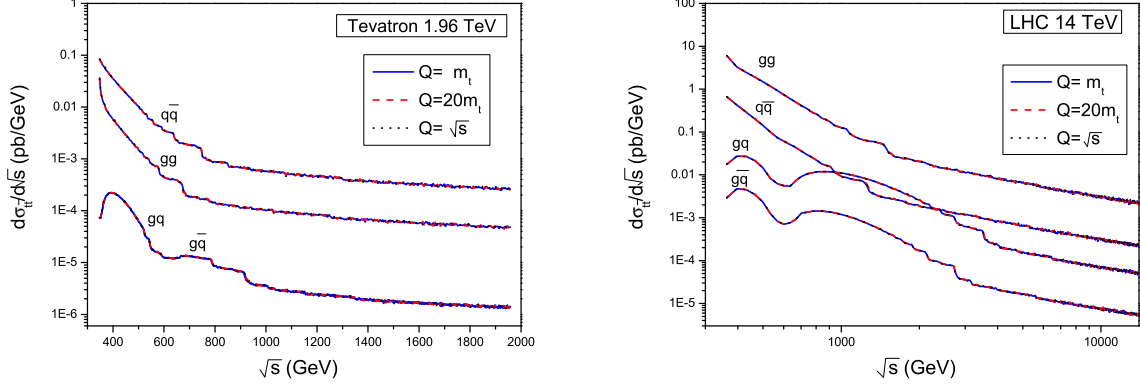 Tevatron 1.96 TeV
Q= m_t
Q=20m_t
Q= √s
qq̅
gg
gq
gq̅
1
0.1
0.01
1E-3
1E-4
1E-5
1E-6
400 600 800 1000 1200 1400 1600 1800 2000
dσ_tt̅/d√s (pb/GeV)
√s (GeV)
LHC 14 TeV
Q= m_t
Q=20m_t
Q= √s
gg
qq̅
gq
gq̅
100
10
1
0.1
0.01
1E-3
1E-4
1E-5
1000 10000
dσ_tt̅/d√s (pb/GeV)
√s (GeV)